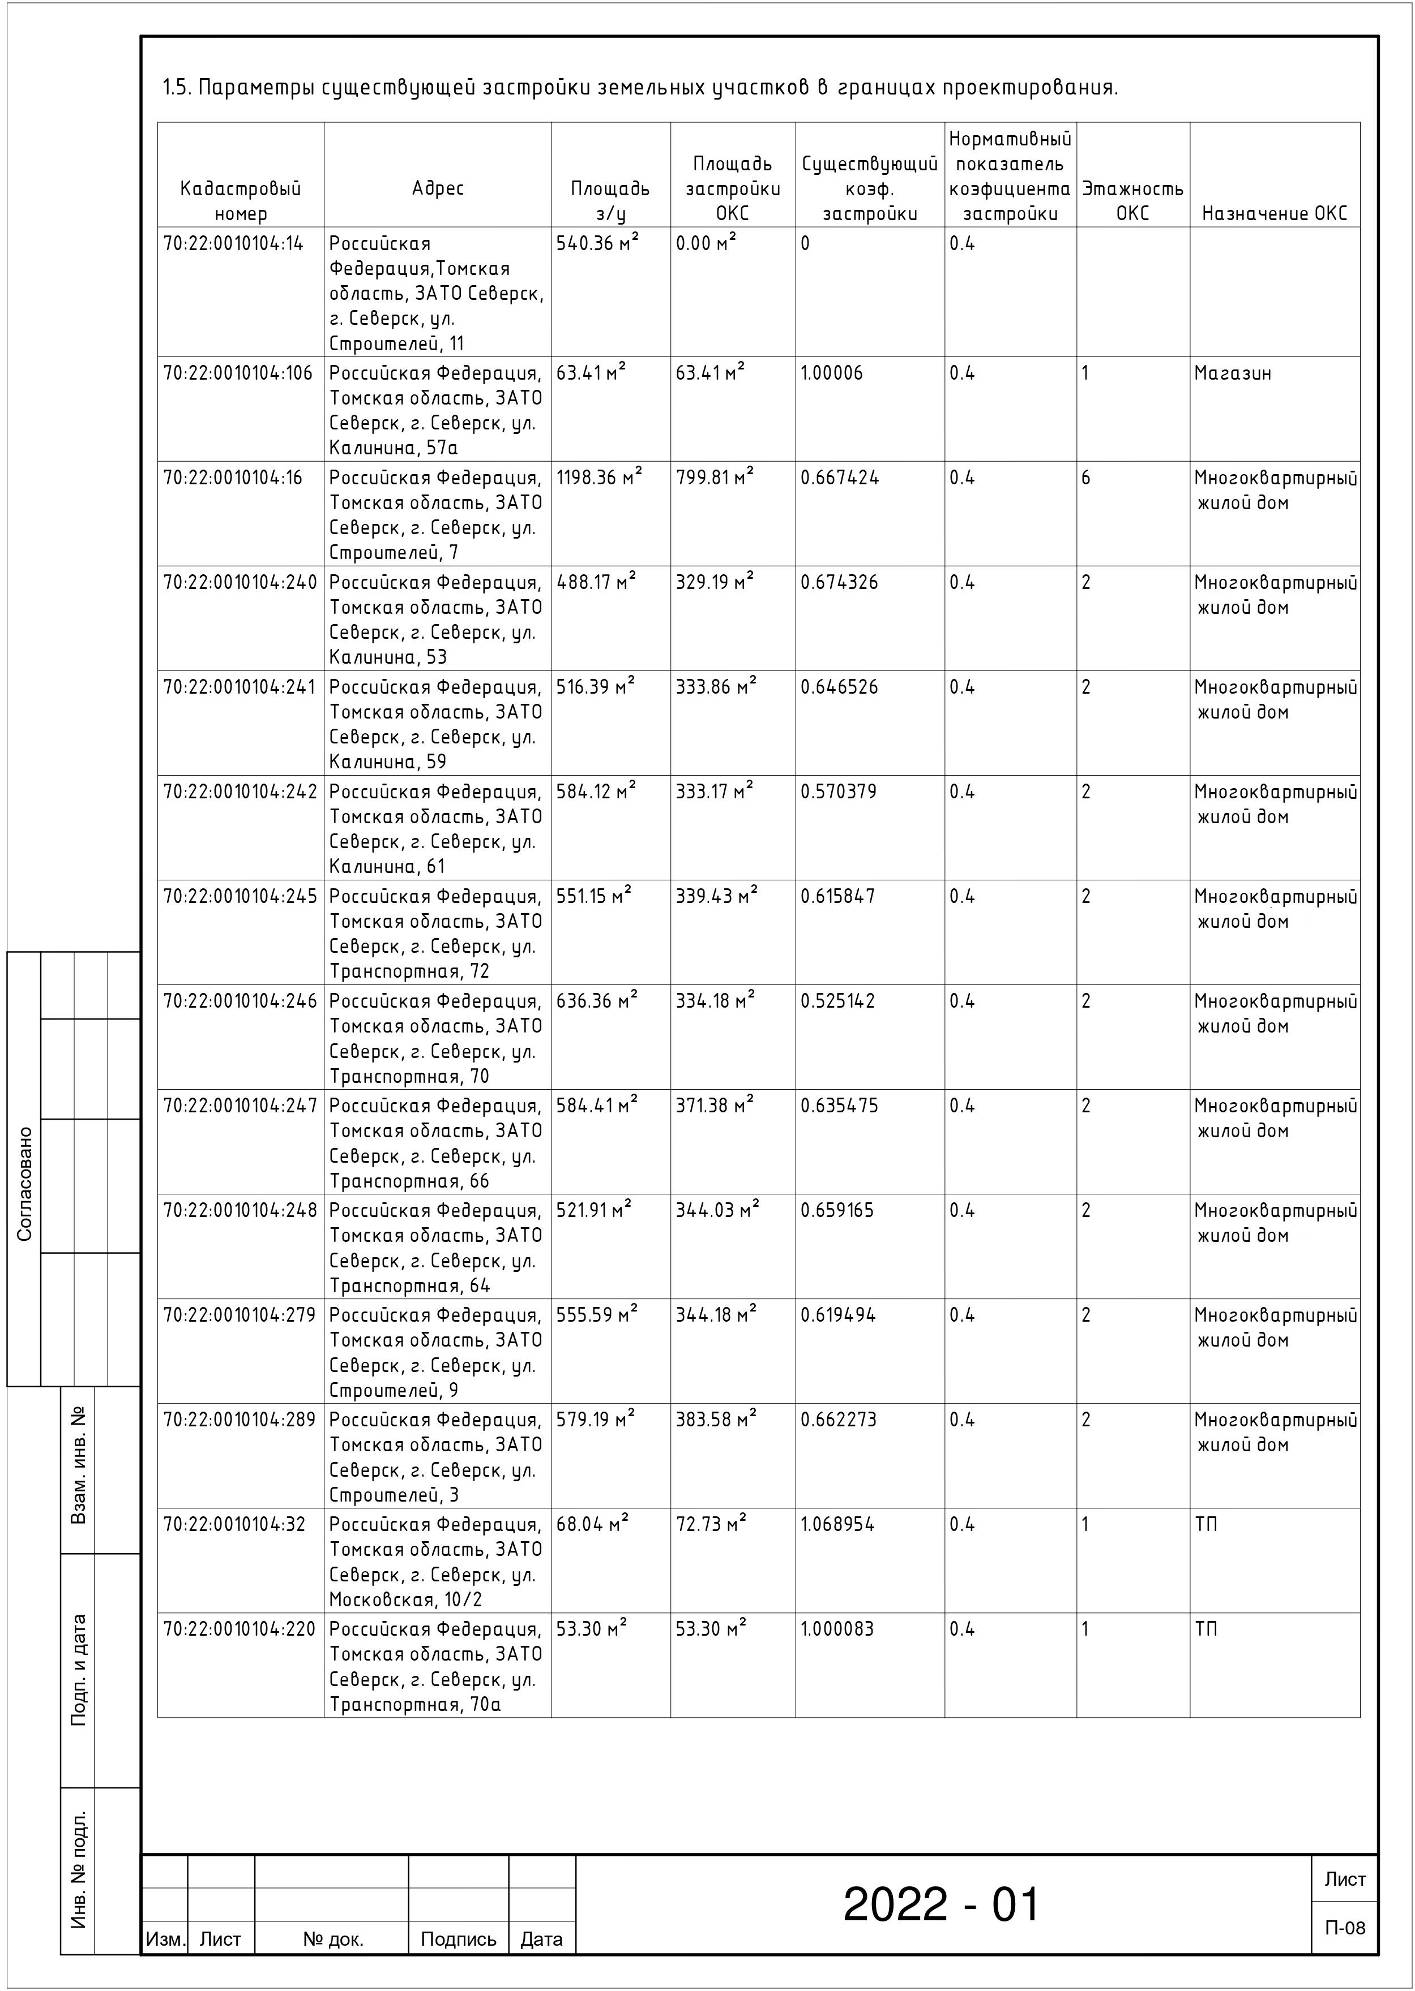 1.5. Параметры существующей застройки земельных участков в границах проектирования.
Кадастровый
номер
Адрес
Площадь
з/у
Площадь
застройки
ОКС
Существующий
коэф.
застройки
Нормативный
показатель
коэфициента
застройки
Этажность
ОКС
Назначение ОКС
70:22:0010104:14
Российская
Федерация,Томская
область, ЗАТО Северск,
г. Северск, ул.
Строителей, 11
540.36 м²
0.00 м²
0
0.4
70:22:0010104:106
Российская Федерация,
Томская область, ЗАТО
Северск, г. Северск, ул.
Калинина, 57а
63.41 м²
63.41 м²
1.00006
0.4
1
Магазин
70:22:0010104:16
Российская Федерация,
Томская область, ЗАТО
Северск, г. Северск, ул.
Строителей, 7
1198.36 м²
799.81 м²
0.667424
0.4
6
Многоквартирный
жилой дом
70:22:0010104:240
Российская Федерация,
Томская область, ЗАТО
Северск, г. Северск, ул.
Калинина, 53
488.17 м²
329.19 м²
0.674326
0.4
2
Многоквартирный
жилой дом
70:22:0010104:241
Российская Федерация,
Томская область, ЗАТО
Северск, г. Северск, ул.
Калинина, 59
516.39 м²
333.86 м²
0.646526
0.4
2
Многоквартирный
жилой дом
70:22:0010104:242
Российская Федерация,
Томская область, ЗАТО
Северск, г. Северск, ул.
Калинина, 61
584.12 м²
333.17 м²
0.570379
0.4
2
Многоквартирный
жилой дом
70:22:0010104:245
Российская Федерация,
Томская область, ЗАТО
Северск, г. Северск, ул.
Транспортная, 72
551.15 м²
339.43 м²
0.615847
0.4
2
Многоквартирный
жилой дом
70:22:0010104:246
Российская Федерация,
Томская область, ЗАТО
Северск, г. Северск, ул.
Транспортная, 70
636.36 м²
334.18 м²
0.525142
0.4
2
Многоквартирный
жилой дом
70:22:0010104:247
Российская Федерация,
Томская область, ЗАТО
Северск, г. Северск, ул.
Транспортная, 66
584.41 м²
371.38 м²
0.635475
0.4
2
Многоквартирный
жилой дом
70:22:0010104:248
Российская Федерация,
Томская область, ЗАТО
Северск, г. Северск, ул.
Транспортная, 64
521.91 м²
344.03 м²
0.659165
0.4
2
Многоквартирный
жилой дом
70:22:0010104:279
Российская Федерация,
Томская область, ЗАТО
Северск, г. Северск, ул.
Строителей, 9
555.59 м²
344.18 м²
0.619494
0.4
2
Многоквартирный
жилой дом
70:22:0010104:289
Российская Федерация,
Томская область, ЗАТО
Северск, г. Северск, ул.
Строителей, 3
579.19 м²
383.58 м²
0.662273
0.4
2
Многоквартирный
жилой дом
70:22:0010104:32
Российская Федерация,
Томская область, ЗАТО
Северск, г. Северск, ул.
Московская, 10/2
68.04 м²
72.73 м²
1.068954
0.4
1
ТП
70:22:0010104:220
Российская Федерация,
Томская область, ЗАТО
Северск, г. Северск, ул.
Транспортная, 70а
53.30 м²
53.30 м²
1.000083
0.4
1
ТП
Согласовано
Взам. инв. №
Подп. и дата
Инв. № подл.
Изм.
Лист
№ док.
Подпись
Дата
2022 - 01
Лист
П-08